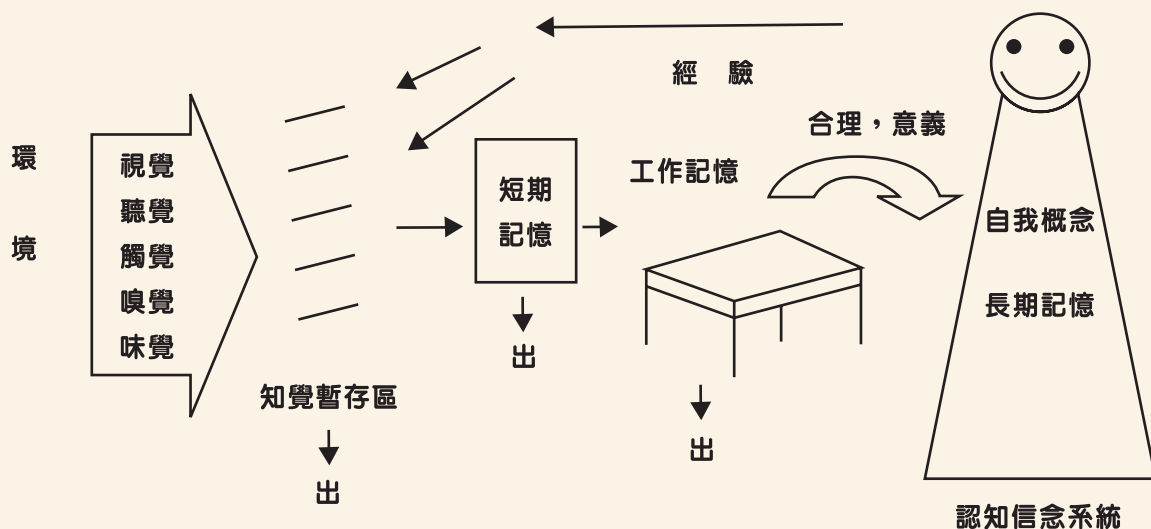 環
境
視覺
聽覺
觸覺
嗅覺
味覺
知覺暫存區
出
短期
記憶
出
經 驗
工作記憶
出
合理，意義
自我概念
長期記憶
認知信念系統